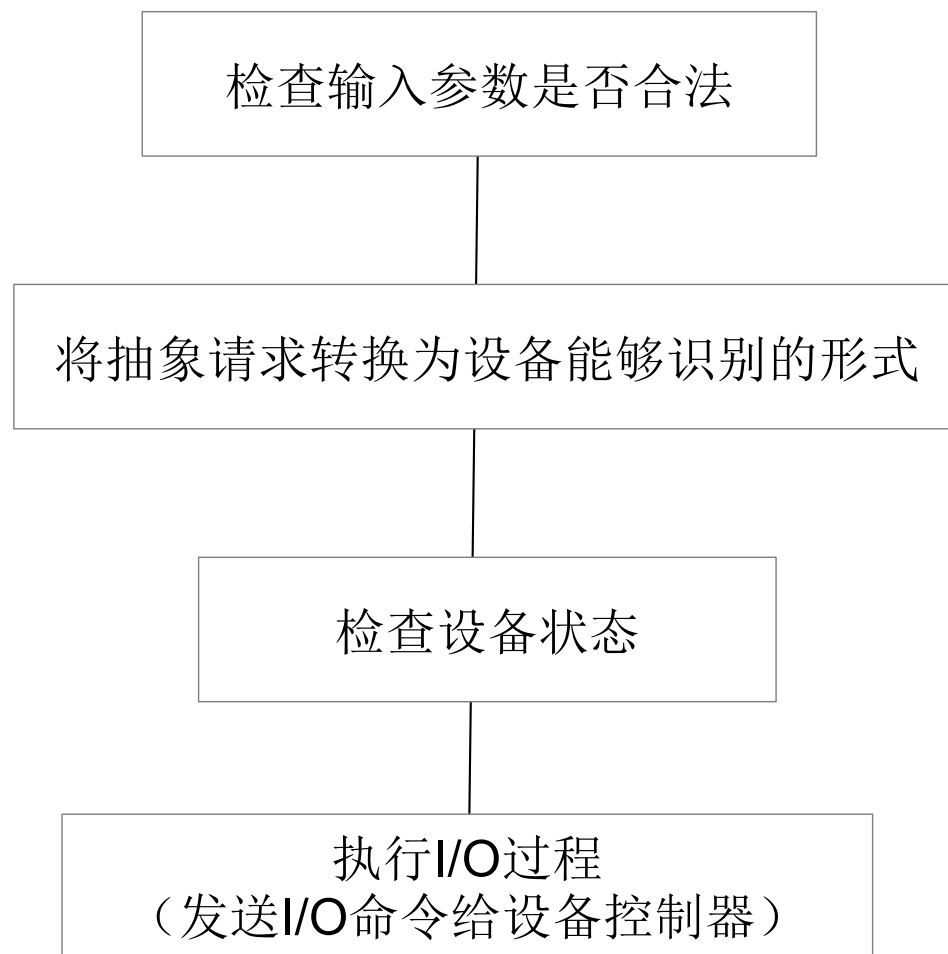 检查输入参数是否合法
将抽象请求转换为设备能够识别的形式
检查设备状态
执行I/O过程
（发送I/O命令给设备控制器）